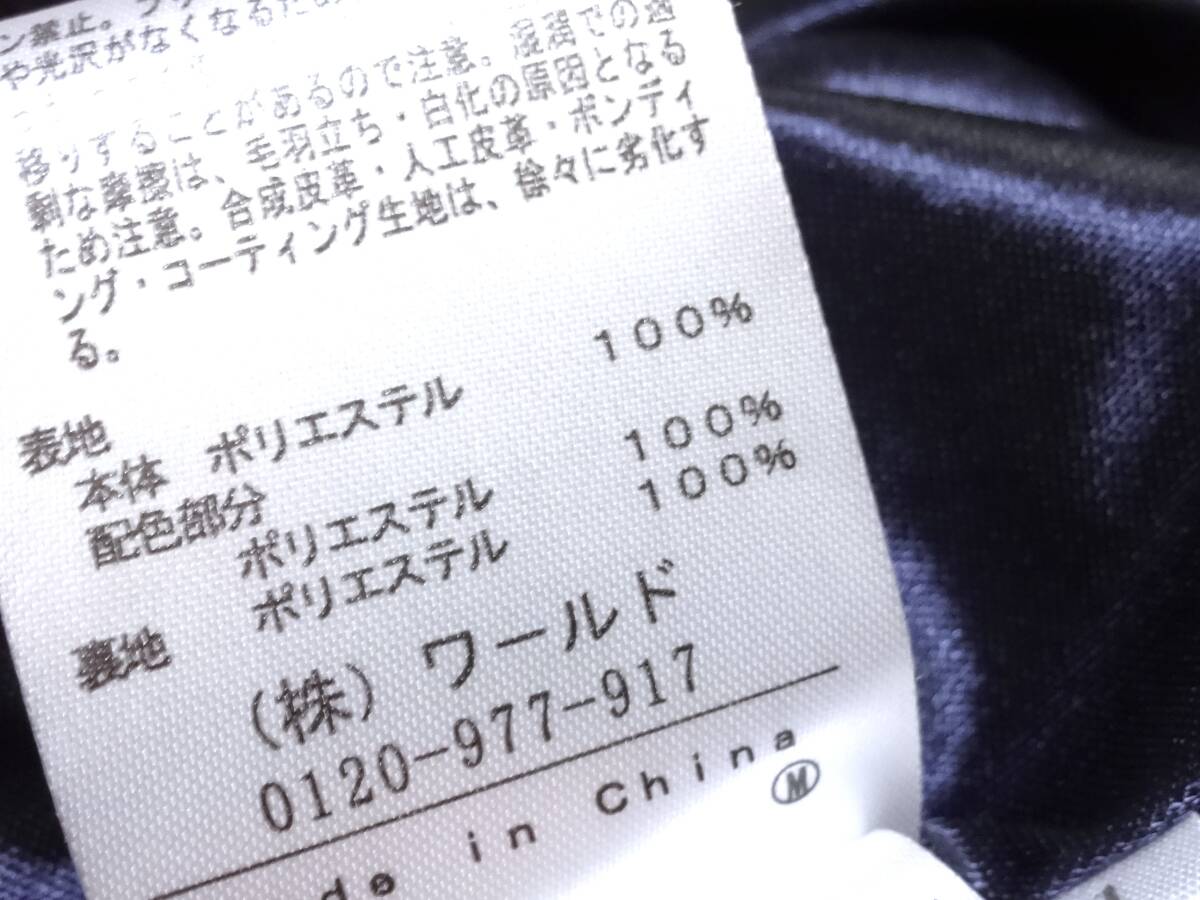 ン禁止。
や光沢がなくなるため
移りすることがあるので注意。湿潤での過
剰な摩擦は、毛羽立ち・白化の原因となる
ため注意。合成皮革・人工皮革・ボンディ
ング・コーティング生地は、徐々に劣化す
る。
表地
本体 ポリエステル 100%
配色部分
ポリエステル 100%
裏地 ポリエステル 100%
(株) ワールド
0120-977-917
de in China
M